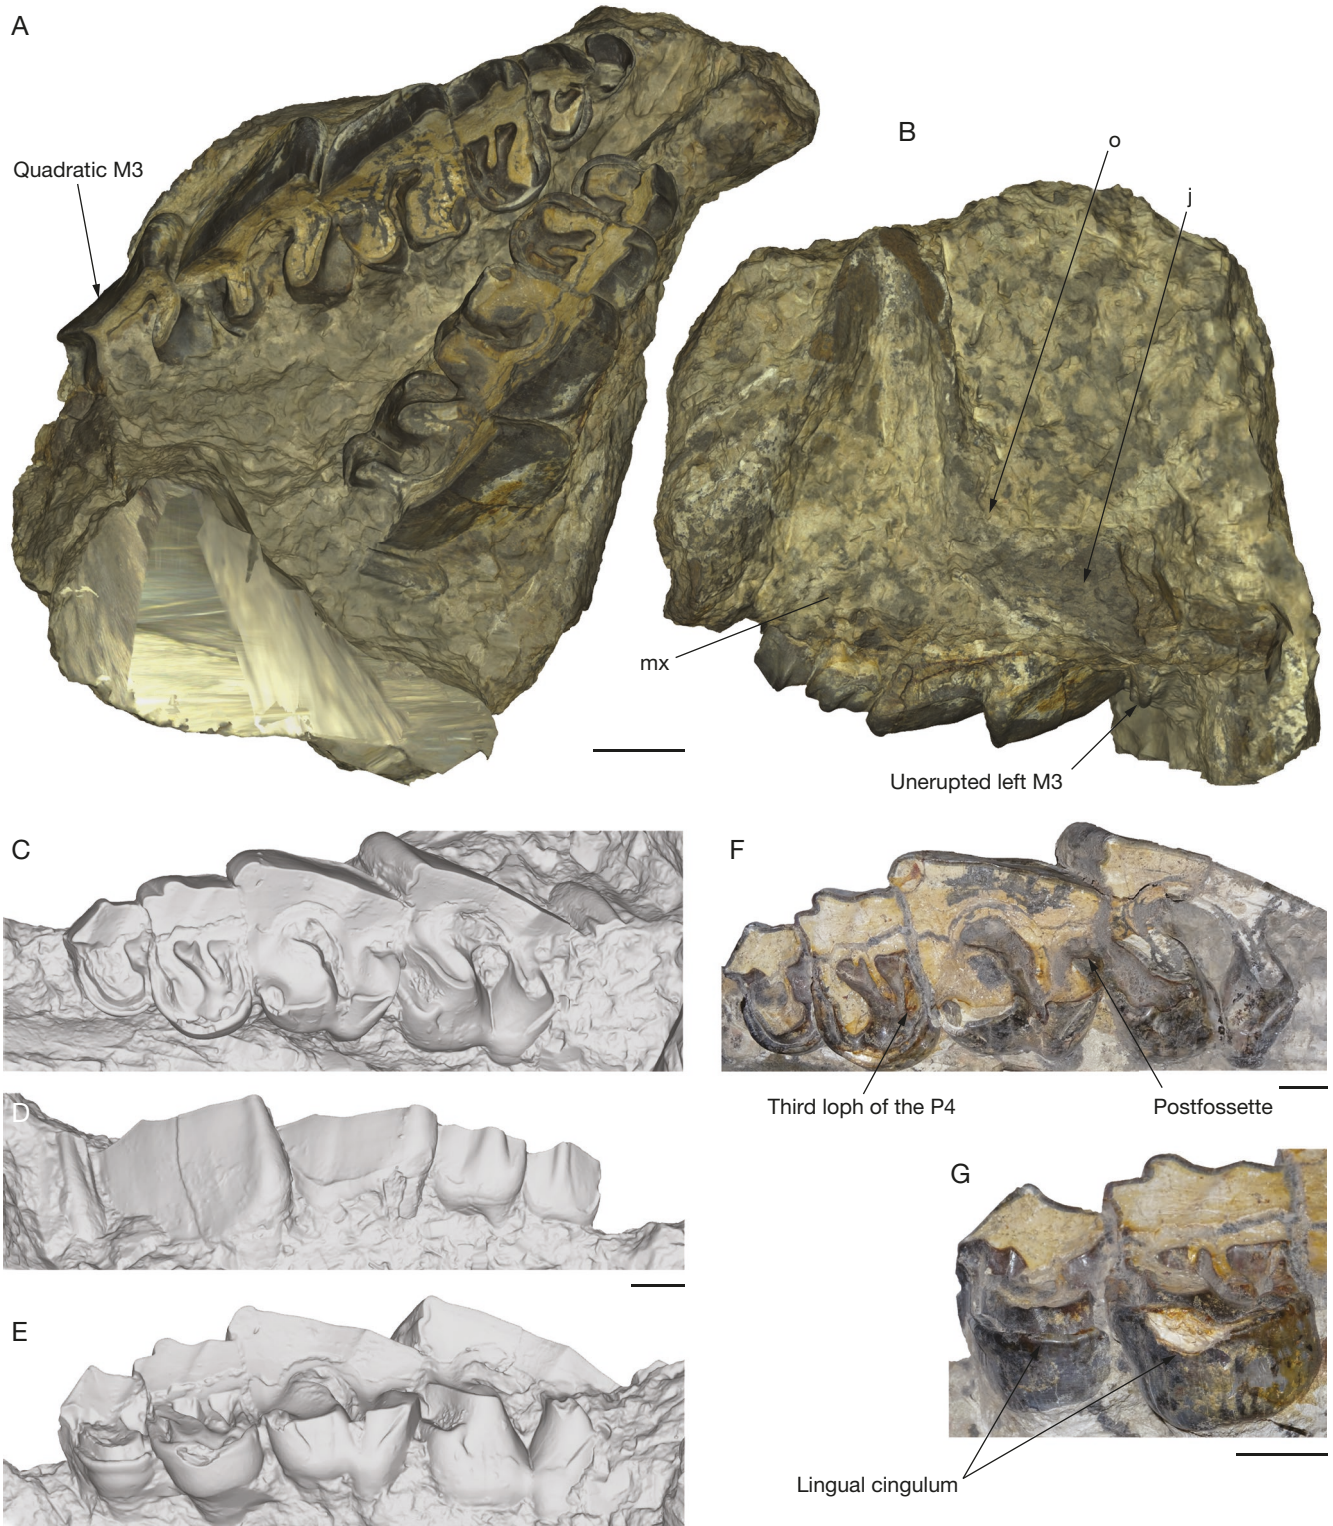 A
Quadratic M3
B
o
j
mx
Unerupted left M3
C
F
Third loph of the P4
Postfossette
D
G
E
Lingual cingulum